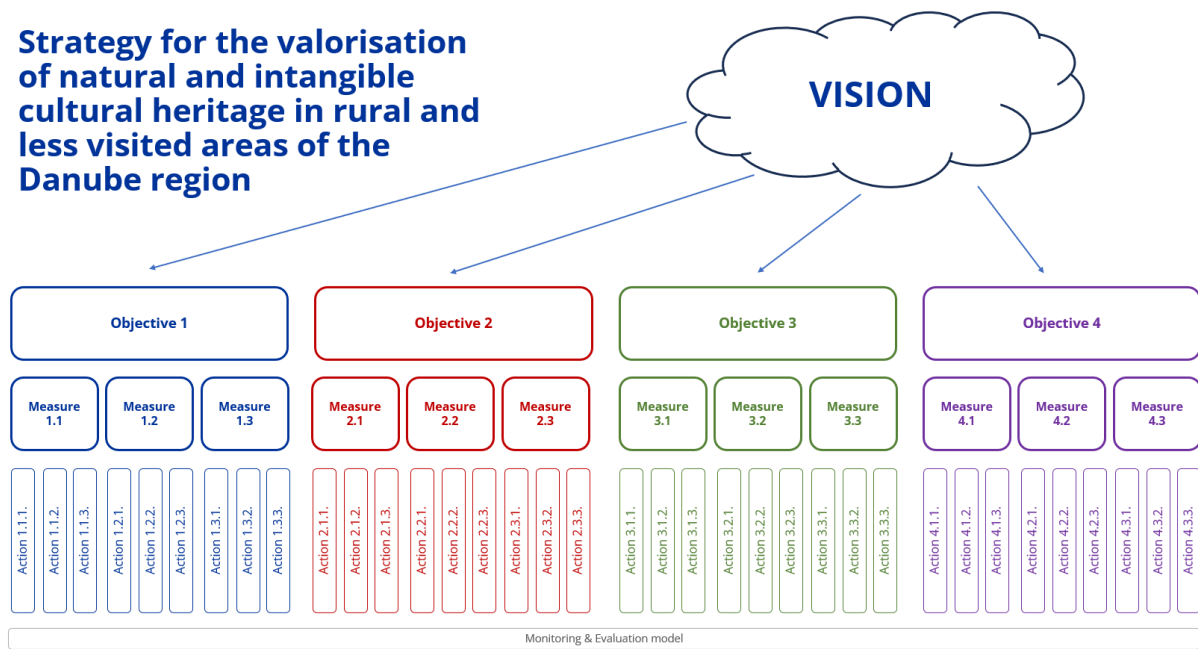 Strategy for the valorisation
of natural and intangible
cultural heritage in rural and
less visited areas of the
Danube region
VISION
Objective 1
Objective 2
Objective 3
Objective 4
Measure
1.1
Measure
1.2
Measure
1.3
Measure
2.1
Measure
2.2
Measure
2.3
Measure
3.1
Measure
3.2
Measure
3.3
Measure
4.1
Measure
4.2
Measure
4.3
Action 1.1.1.
Action 1.1.2.
Action 1.1.3.
Action 1.2.1.
Action 1.2.2.
Action 1.2.3.
Action 1.3.1.
Action 1.3.2.
Action 1.3.3.
Action 2.1.1.
Action 2.1.2.
Action 2.1.3.
Action 2.2.1.
Action 2.2.2.
Action 2.2.3.
Action 2.3.1.
Action 2.3.2.
Action 2.3.3.
Action 3.1.1.
Action 3.1.2.
Action 3.1.3.
Action 3.2.1.
Action 3.2.2.
Action 3.2.3.
Action 3.3.1.
Action 3.3.2.
Action 3.3.3.
Action 4.1.1.
Action 4.1.2.
Action 4.1.3.
Action 4.2.1.
Action 4.2.2.
Action 4.2.3.
Action 4.3.1.
Action 4.3.2.
Action 4.3.3.
Monitoring & Evaluation model